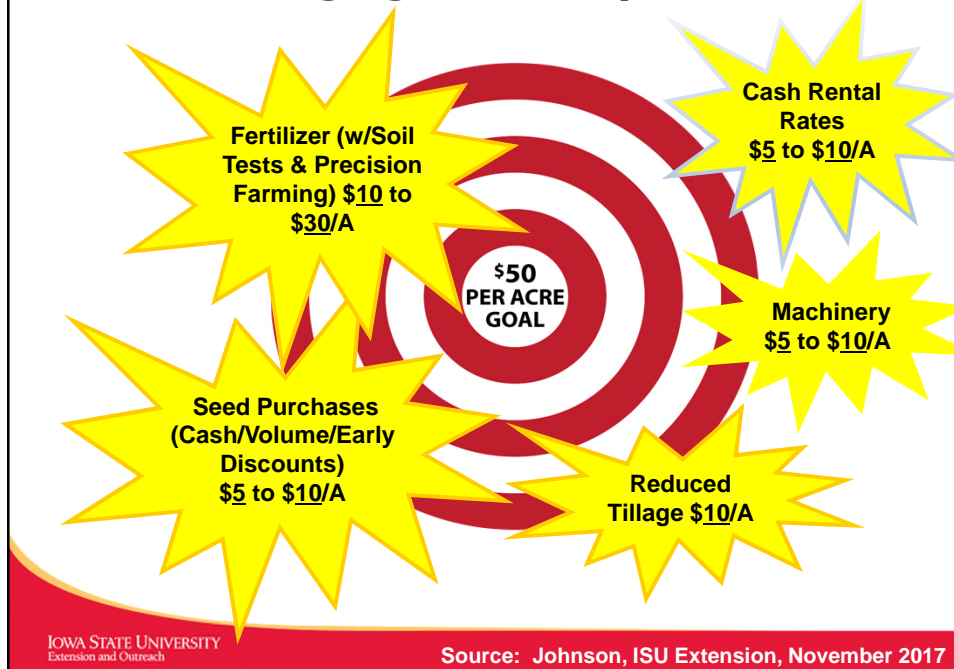 Fertilizer (w/Soil
Tests & Precision
Farming) $10 to
$30/A
Cash Rental
Rates
$5 to $10/A
$50
PER ACRE
GOAL
Machinery
$5 to $10/A
Seed Purchases
(Cash/Volume/Early
Discounts)
$5 to $10/A
Reduced
Tillage $10/A
IOWA STATE UNIVERSITY
Extension and Outreach
Source: Johnson, ISU Extension, November 2017